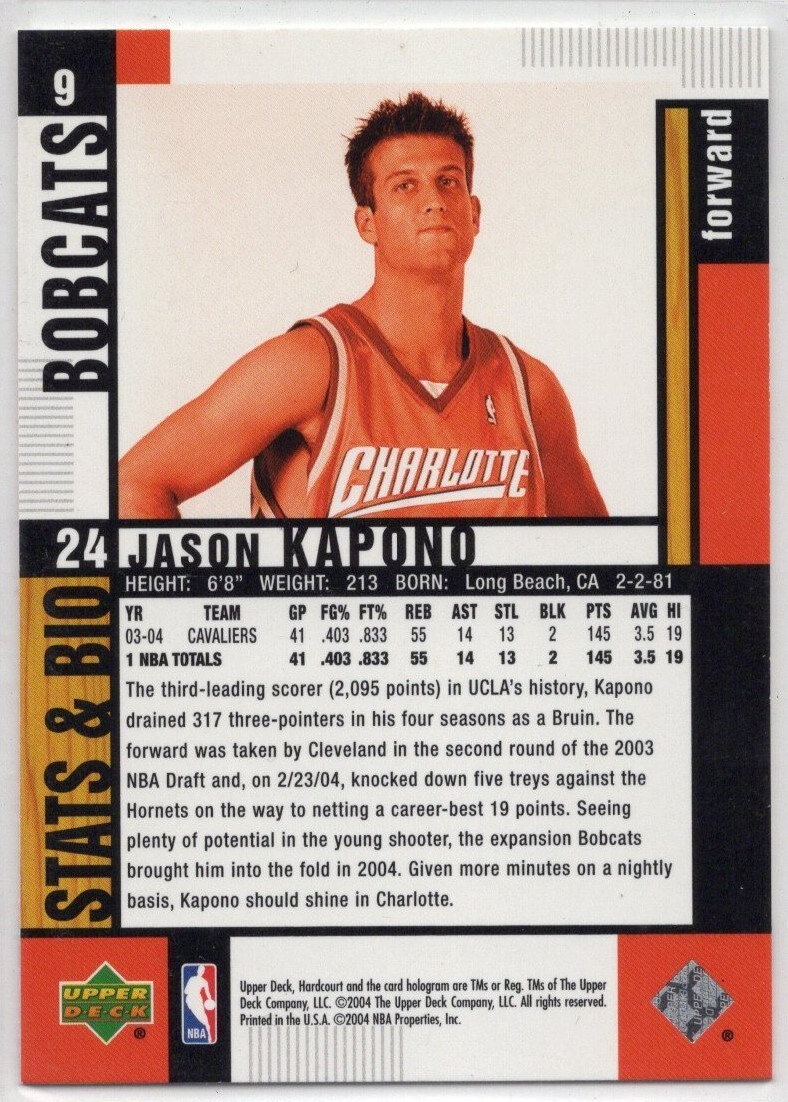 9
BOBCATS
forward
CHARLOTTE
24
JASON KAPONO
HEIGHT: 6'8” WEIGHT: 213 BORN: Long Beach, CA 2-2-81
STATS & BIO
YR TEAM GP FG% FT% REB AST STL BLK PTS AVG HI
03-04 CAVALIERS 41 .403 .833 55 14 13 2 145 3.5 19
1 NBA TOTALS 41 .403 .833 55 14 13 2 145 3.5 19
The third-leading scorer (2,095 points) in UCLA's history, Kapono
drained 317 three-pointers in his four seasons as a Bruin. The
forward was taken by Cleveland in the second round of the 2003
NBA Draft and, on 2/23/04, knocked down five treys against the
Hornets on the way to netting a career-best 19 points. Seeing
plenty of potential in the young shooter, the expansion Bobcats
brought him into the fold in 2004. Given more minutes on a nightly
basis, Kapono should shine in Charlotte.
UPPER
DECK
®
NBA
Upper Deck, Hardcourt and the card hologram are TMs or Reg. TMs of The Upper
Deck Company, LLC. ©2004 The Upper Deck Company, LLC. All rights reserved.
Printed in the U.S.A. ©2004 NBA Properties, Inc.
®